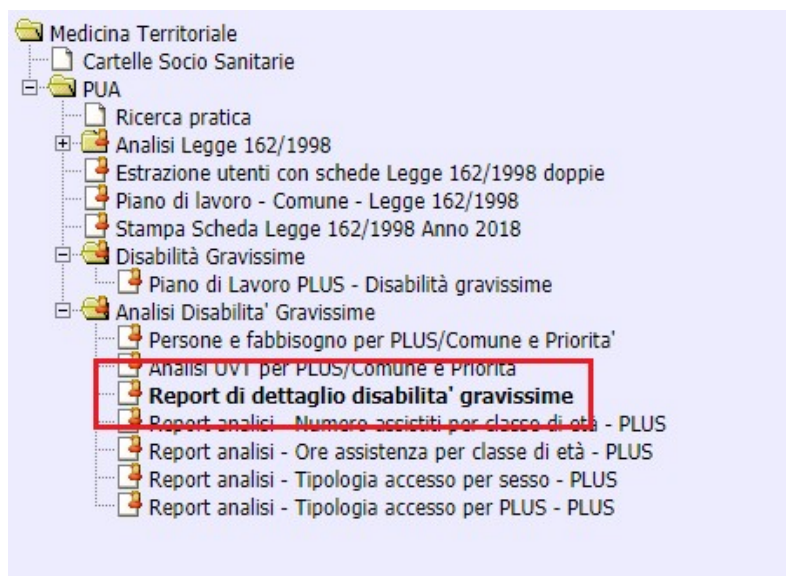 Medicina Territoriale
Cartelle Socio Sanitarie
PUA
Ricerca pratica
Analisi Legge 162/1998
Estrazione utenti con schede Legge 162/1998 doppie
Piano di lavoro - Comune - Legge 162/1998
Stampa Scheda Legge 162/1998 Anno 2018
Disabilità Gravissime
Piano di Lavoro PLUS - Disabilità gravissime
Analisi Disabilita' Gravissime
Persone e fabbisogno per PLUS/Comune e Priorita'
Analisi UVT per PLUS/Comune e Priorita
Report di dettaglio disabilita' gravissime
Report analisi - Numero assistiti per classe di età - PLUS
Report analisi - Ore assistenza per classe di età - PLUS
Report analisi - Tipologia accesso per sesso - PLUS
Report analisi - Tipologia accesso per PLUS - PLUS